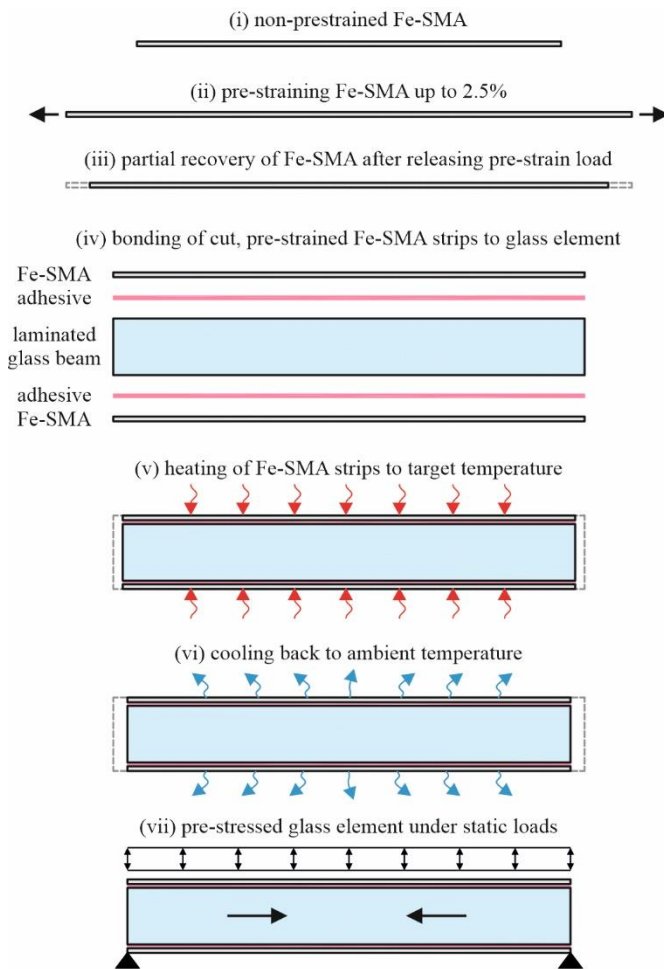 (i) non-prestrained Fe-SMA
(ii) pre-straining Fe-SMA up to 2.5%
(iii) partial recovery of Fe-SMA after releasing pre-strain load
(iv) bonding of cut, pre-strained Fe-SMA strips to glass element
Fe-SMA
adhesive
laminated
glass beam
adhesive
Fe-SMA
(v) heating of Fe-SMA strips to target temperature
(vi) cooling back to ambient temperature
(vii) pre-stressed glass element under static loads